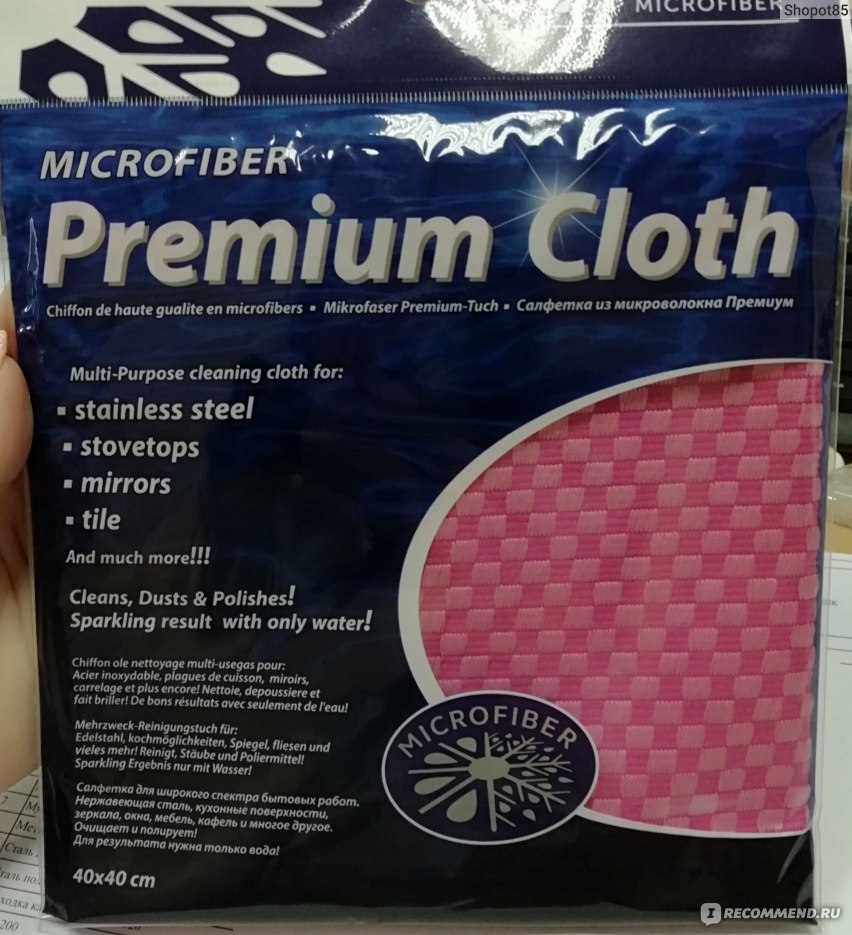 MICROFIBER
Shopot85
MICROFIBER
Premium Cloth
Chiffon de haute gualite en microfibers ▪ Mikrofaser Premium-Tuch ▪ Салфетка из микроволокна Премиум
Multi-Purpose cleaning cloth for:
▪ stainless steel
▪ stovetops
▪ mirrors
▪ tile
And much more!!!
Cleans, Dusts & Polishes!
Sparkling result with only water!
Chiffon ole nettoyage multi-usegas pour:
Acier inoxydable, plagues de cuisson, miroirs,
carrelage et plus encore! Nettoie, depoussiere et
fait briller! De bons résultats avec seulement de l'eau!
Mehrzweck-Reinigungstuch für:
Edelstahl, kochmöglichkeiten, Spiegel, fliesen und
vieles mehr! Reinigt, Stäube und Poliermittel!
Sparkling Ergebnis nur mit Wasser!
Салфетка для широкого спектра бытовых работ.
Нержавеющая сталь, кухонные поверхности,
зеркала, окна, мебель, кафель и многое другое.
Очищает и полирует!
Для результата нужна только вода!
40x40 cm
MICROFIBER
7
Сталь
Сталь
200
I RECOMMEND.RU